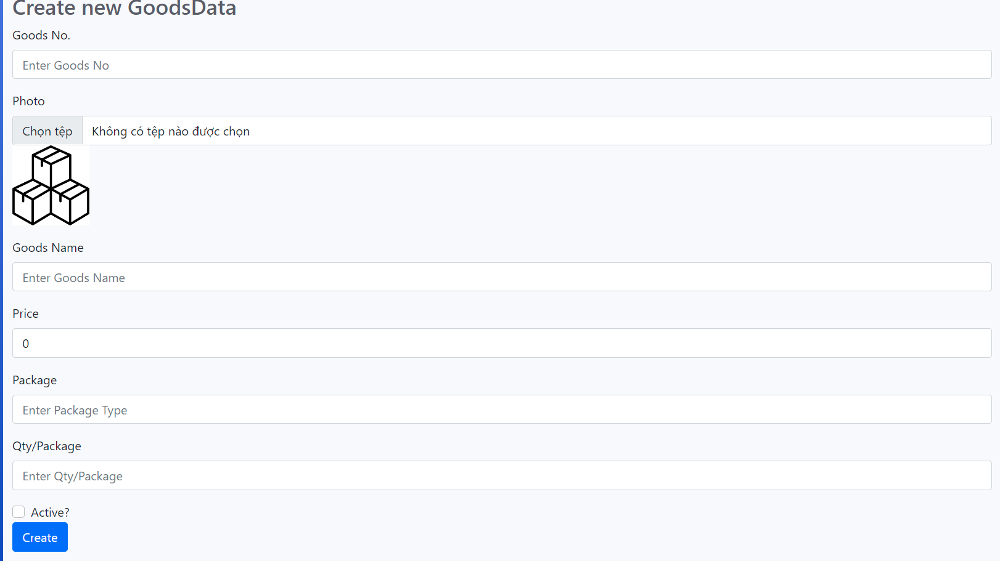 Create new GoodsData
Goods No.
Enter Goods No
Photo
Chọn tệp Không có tệp nào được chọn
Goods Name
Enter Goods Name
Price
0
Package
Enter Package Type
Qty/Package
Enter Qty/Package
Active?
Create